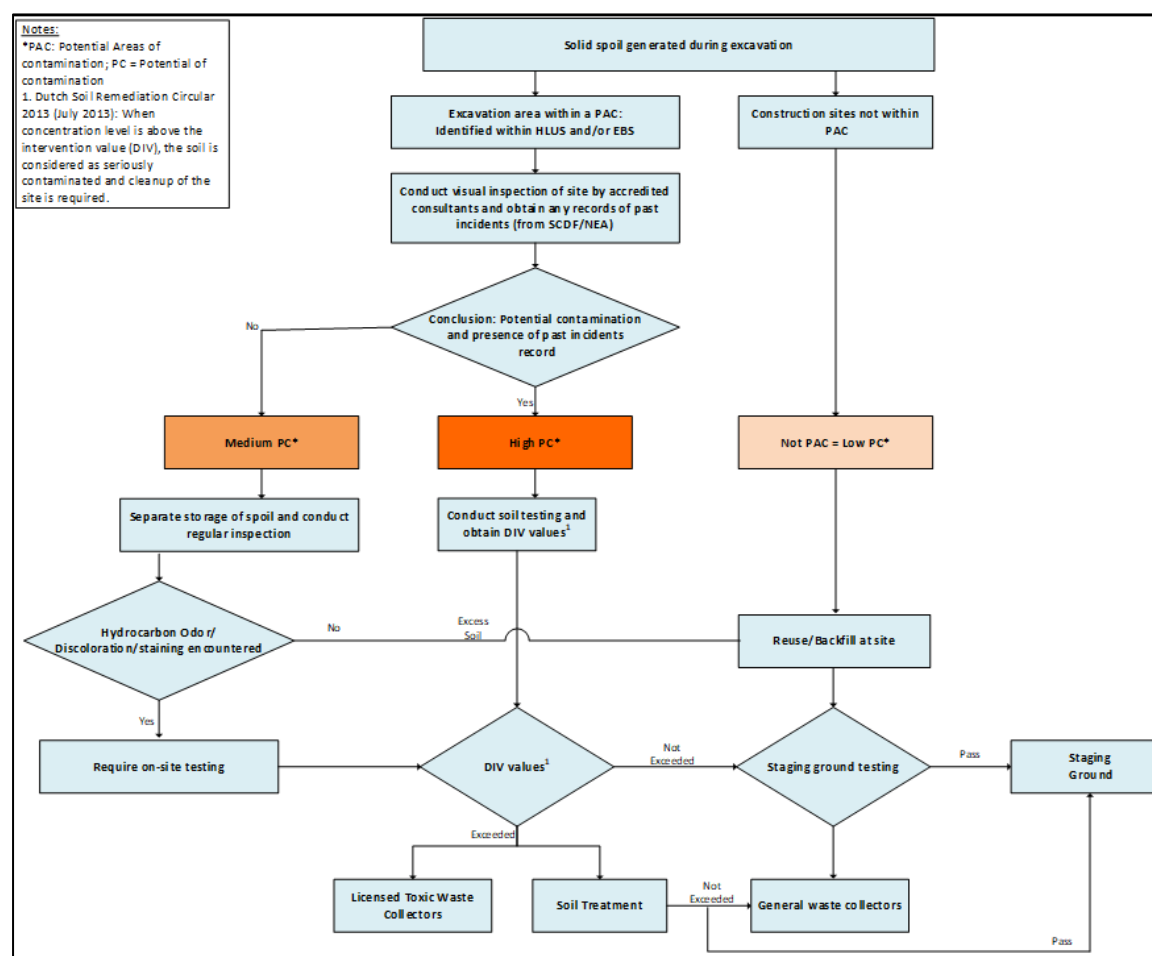 Notes:
*PAC: Potential Areas of
contamination; PC = Potential of
contamination
1. Dutch Soil Remediation Circular
2013 (July 2013): When
concentration level is above the
intervention value (DIV), the soil is
considered as seriously
contaminated and cleanup of the
site is required.
Solid spoil generated during excavation
Excavation area within a PAC:
Identified within HLUS and/or EBS
Construction sites not within
PAC
Conduct visual inspection of site by accredited
consultants and obtain any records of past
incidents (from SCDF/NEA)
Conclusion: Potential contamination
and presence of past incidents
record
No
Yes
Medium PC*
High PC*
Not PAC = Low PC*
Separate storage of spoil and conduct
regular inspection
Conduct soil testing and
obtain DIV values1
Hydrocarbon Odor/
Discoloration/staining encountered
No
Excess
Soil
Reuse/Backfill at site
Yes
Require on-site testing
DIV values1
Not
Exceeded
Staging ground testing
Pass
Staging
Ground
Exceeded
Licensed Toxic Waste
Collectors
Soil Treatment
Not
Exceeded
General waste collectors
Pass